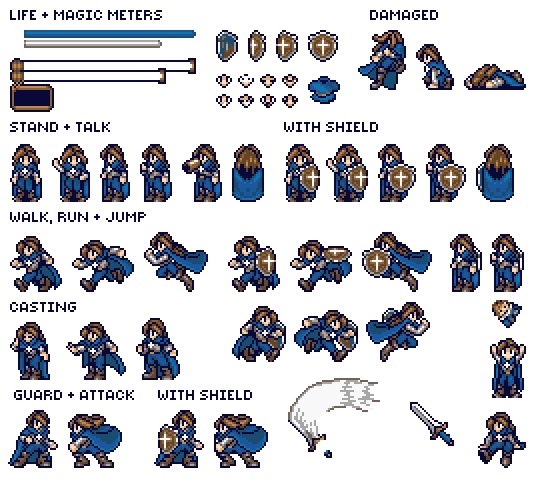 LIFE + MAGIC METERS
DAMAGED
STAND + TALK
WITH SHIELD
WALK, RUN + JUMP
CASTING
GUARD + ATTACK
WITH SHIELD